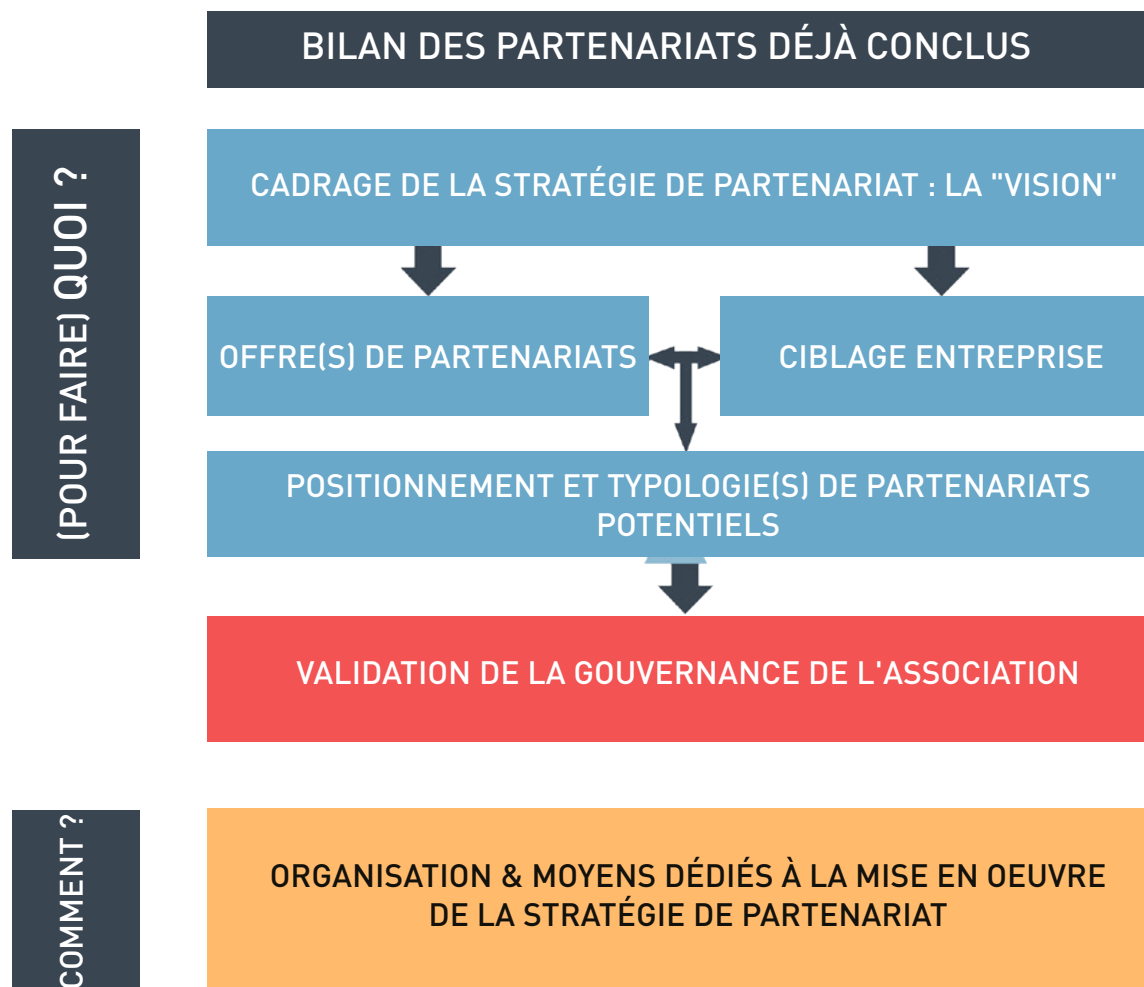 BILAN DES PARTENARIATS DÉJÀ CONCLUS
(POUR FAIRE) QUOI ?
CADRAGE DE LA STRATÉGIE DE PARTENARIAT : LA "VISION"
OFFRE(S) DE PARTENARIATS
CIBLAGE ENTREPRISE
POSITIONNEMENT ET TYPOLOGIE(S) DE PARTENARIATS
POTENTIELS
VALIDATION DE LA GOUVERNANCE DE L'ASSOCIATION
COMMENT ?
ORGANISATION & MOYENS DÉDIÉS À LA MISE EN OEUVRE
DE LA STRATÉGIE DE PARTENARIAT